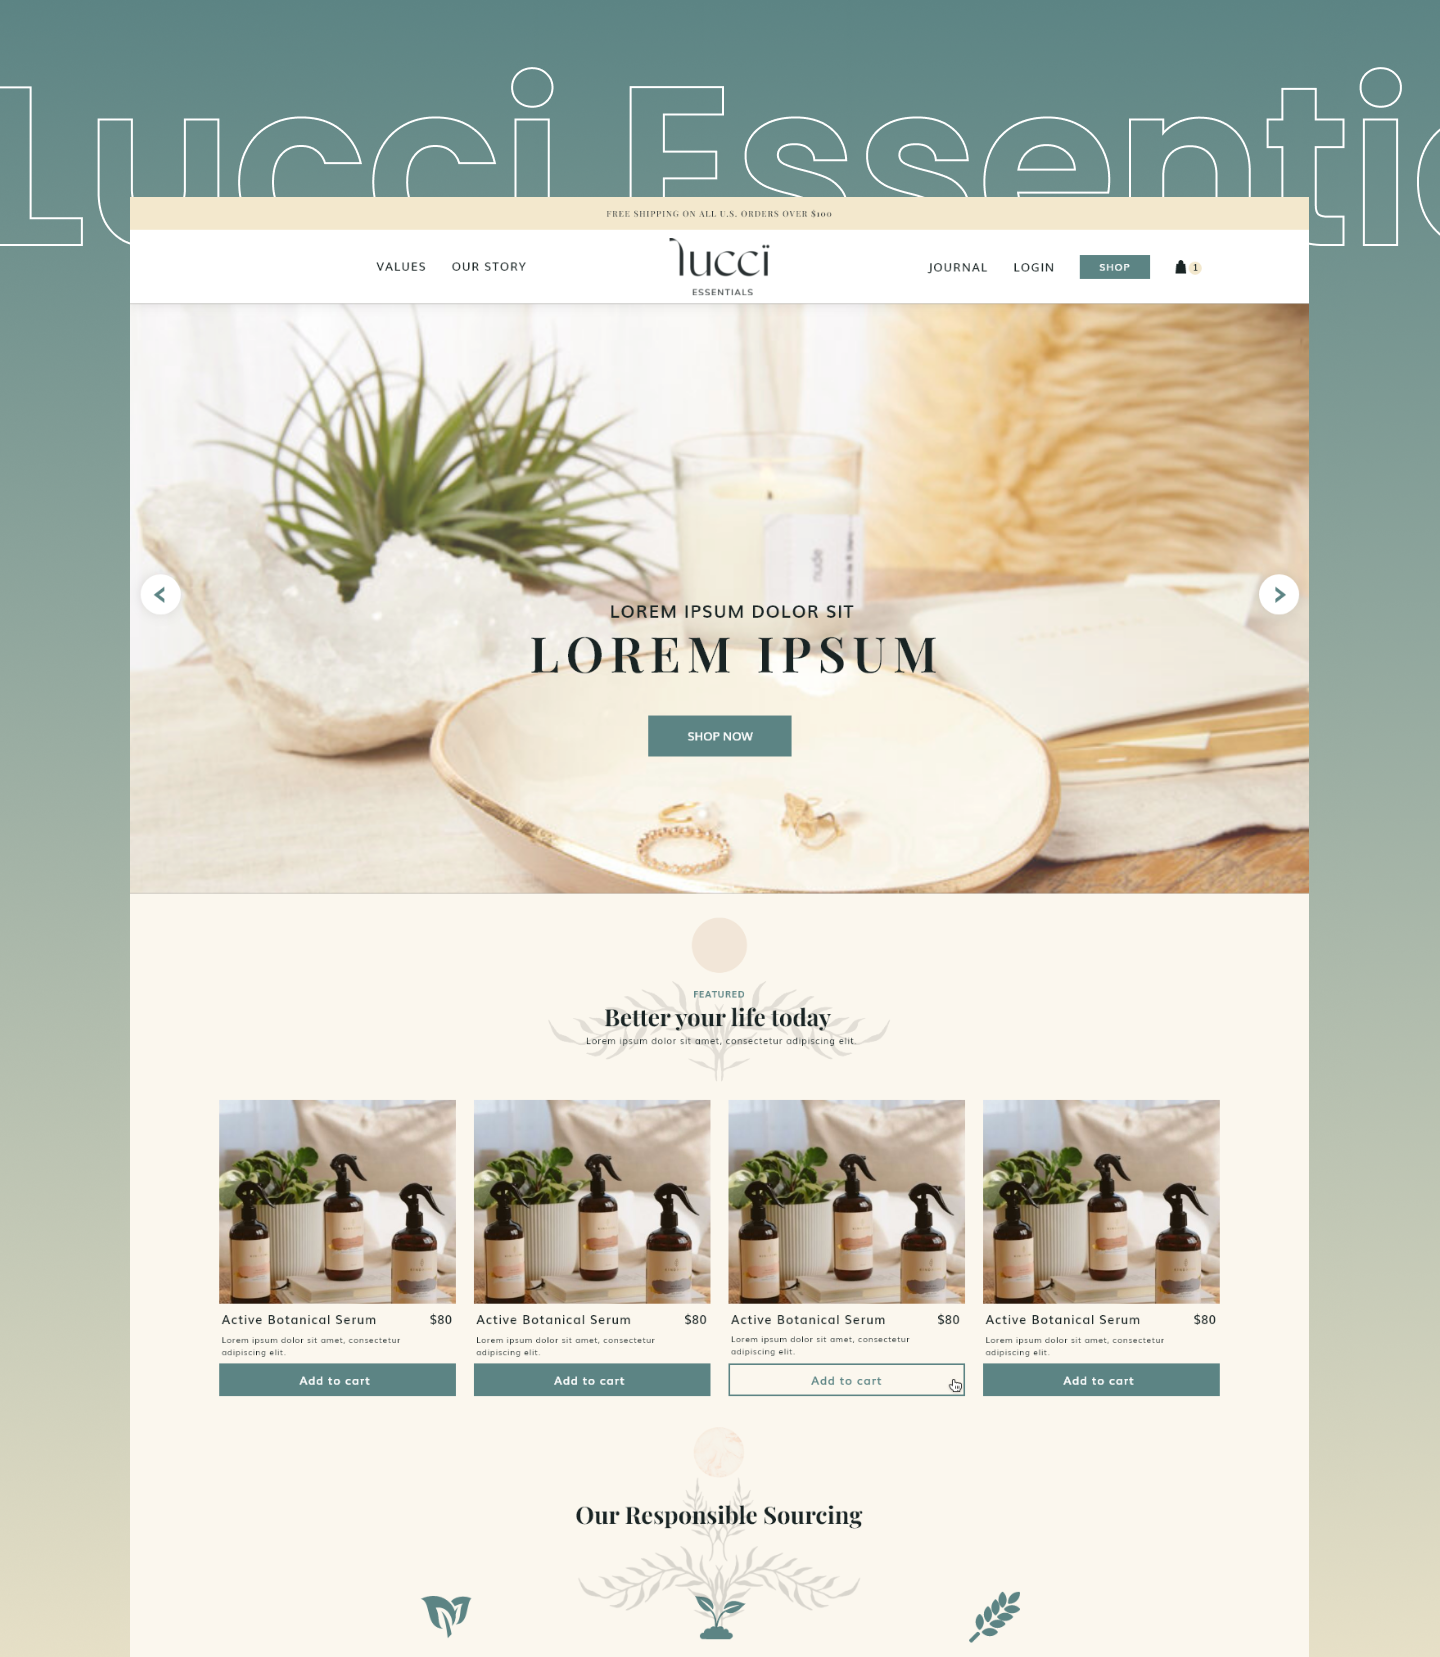 Lucci Essenti
FREE SHIPPING ON ALL U.S. ORDERS OVER $100
VALUES OUR STORY
lucci
ESSENTIALS
JOURNAL LOGIN SHOP 1
nude
LOREM IPSUM DOLOR SIT
LOREM IPSUM
SHOP NOW
FEATURED
Better your life today
Lorem ipsum dolor sit amet, consectetur adipiscing elit.
Active Botanical Serum $80
Lorem ipsum dolor sit amet, consectetur
adipiscing elit.
Add to cart
Active Botanical Serum $80
Lorem ipsum dolor sit amet, consectetur
adipiscing elit.
Add to cart
Active Botanical Serum $80
Lorem ipsum dolor sit amet, consectetur
adipiscing elit.
Add to cart
Active Botanical Serum $80
Lorem ipsum dolor sit amet, consectetur
adipiscing elit.
Add to cart
Our Responsible Sourcing